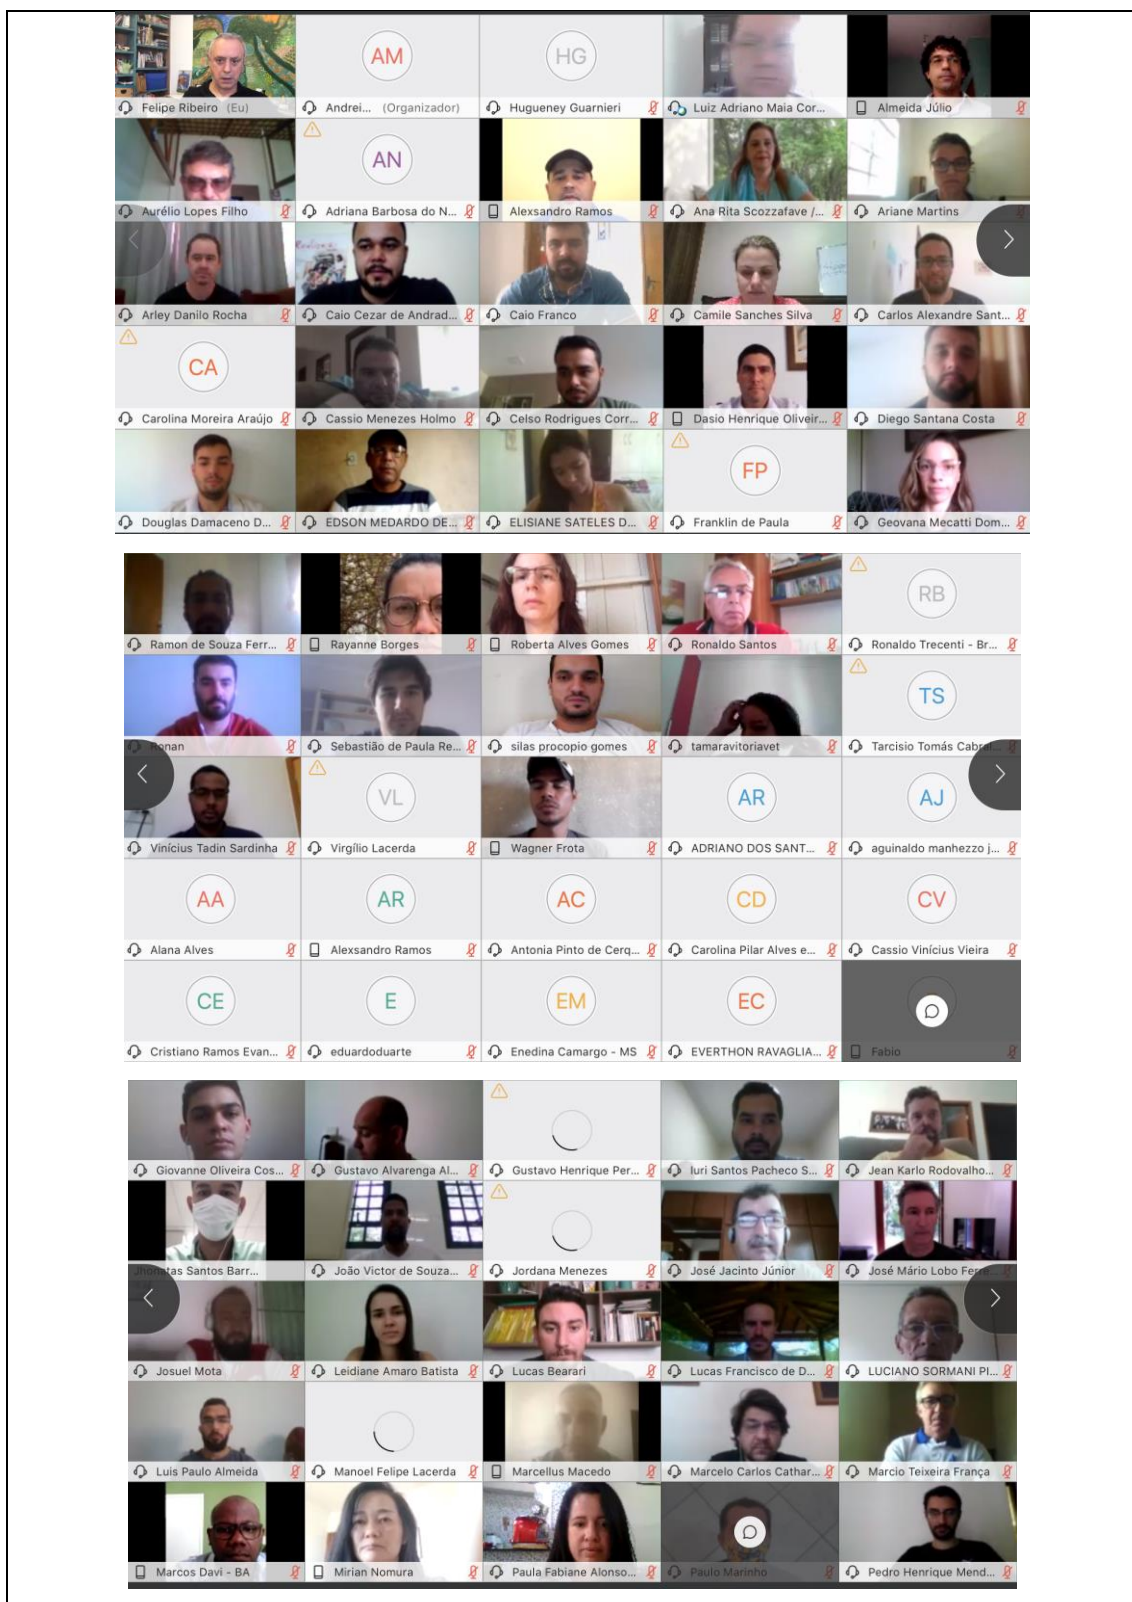 AM
HG
Felipe Ribeiro (Eu)
Andrei... (Organizador)
Hugueney Guarnieri
Luiz Adriano Maia Cor...
Almeida Júlio
AN
Aurélio Lopes Filho
Adriana Barbosa do N...
Alexsandro Ramos
Ana Rita Scozzafave /...
Ariane Martins
Arley Danilo Rocha
Caio Cezar de Andrad...
Caio Franco
Camile Sanches Silva
Carlos Alexandre Sant...
CA
Carolina Moreira Araújo
Cassio Menezes Holmo
Celso Rodrigues Corr...
Dasio Henrique Oliveir...
Diego Santana Costa
FP
Douglas Damaceno D...
EDSON MEDARDO DE...
ELISIANE SATELES D...
Franklin de Paula
Geovana Mecatti Dom...
RB
Ramon de Souza Ferr...
Rayanne Borges
Roberta Alves Gomes
Ronaldo Santos
Ronaldo Trecenti - Br...
TS
Ronan
Sebastião de Paula Re...
silas procopio gomes
tamaravitoriavet
Tarcisio Tomás Cabral...
VL
AR
AJ
Vinícius Tadin Sardinha
Virgílio Lacerda
Wagner Frota
ADRIANO DOS SANT...
aguinaldo manhezzo j...
AA
AR
AC
CD
CV
Alana Alves
Alexsandro Ramos
Antonia Pinto de Cerq...
Carolina Pilar Alves e...
Cassio Vinícius Vieira
CE
E
EM
EC
Cristiano Ramos Evan...
eduardoduarte
Enedina Camargo - MS
EVERTHON RAVAGLIA...
Fabio
Giovanne Oliveira Cos...
Gustavo Alvarenga Al...
Gustavo Henrique Per...
Iuri Santos Pacheco S...
Jean Karlo Rodovalho...
Jhonatas Santos Barr...
João Victor de Souza...
Jordana Menezes
José Jacinto Júnior
José Mário Lobo Ferre...
Josuel Mota
Leidiane Amaro Batista
Lucas Bearari
Lucas Francisco de D...
LUCIANO SORMANI PI...
Luis Paulo Almeida
Manoel Felipe Lacerda
Marcellus Macedo
Marcelo Carlos Cathar...
Marcio Teixeira França
Marcos Davi - BA
Mirian Nomura
Paula Fabiane Alonso...
Paulo Marinho
Pedro Henrique Mend...